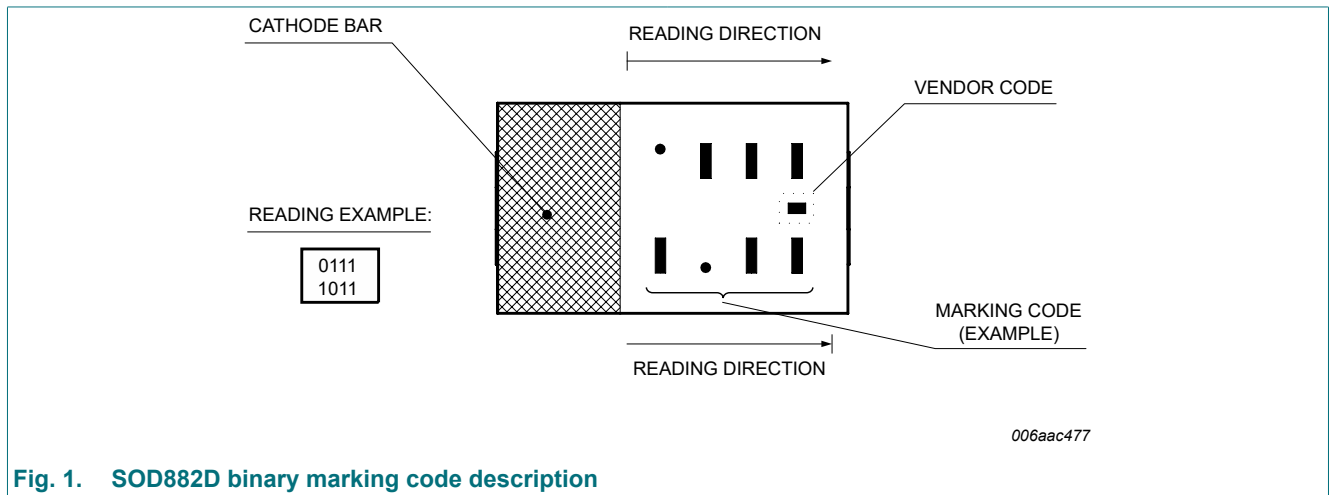 CATHODE BAR
READING DIRECTION
VENDOR CODE
READING EXAMPLE:
0111
1011
MARKING CODE
(EXAMPLE)
READING DIRECTION
006aac477
Fig. 1. SOD882D binary marking code description